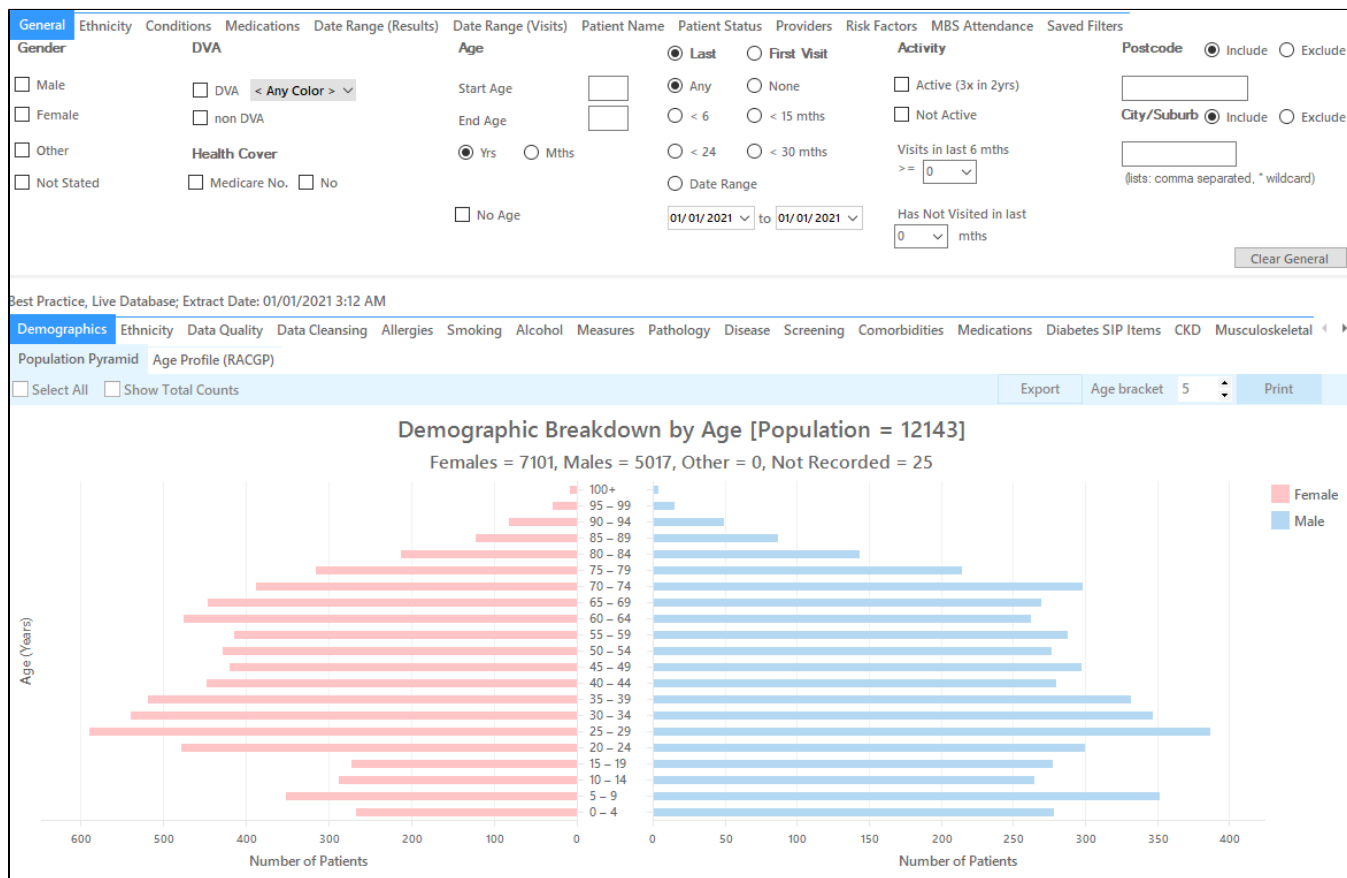 General Ethnicity Conditions Medications Date Range (Results) Date Range (Visits) Patient Name Patient Status Providers Risk Factors MBS Attendance Saved Filters
Gender DVA Age Last First Visit Activity Postcode Include Exclude
Male DVA < Any Color > Start Age Any None Active (3x in 2yrs)
Female non DVA End Age < 6 < 15 mths Not Active City/Suburb Include Exclude
Other Health Cover Yrs Mths < 24 < 30 mths Visits in last 6 mths
>= 0
Not Stated Medicare No. No Date Range (lists: comma separated, * wildcard)
No Age 01/01/2021 to 01/01/2021 Has Not Visited in last
0 mths
Clear General
Best Practice, Live Database; Extract Date: 01/01/2021 3:12 AM
Demographics Ethnicity Data Quality Data Cleansing Allergies Smoking Alcohol Measures Pathology Disease Screening Comorbidities Medications Diabetes SIP Items CKD Musculoskeletal
Population Pyramid Age Profile (RACGP)
Select All Show Total Counts Export Age bracket 5 Print
Demographic Breakdown by Age [Population = 12143]
Females = 7101, Males = 5017, Other = 0, Not Recorded = 25
Female
Male
Age (Years)
100+
95 – 99
90 – 94
85 – 89
80 – 84
75 – 79
70 – 74
65 – 69
60 – 64
55 – 59
50 – 54
45 – 49
40 – 44
35 – 39
30 – 34
25 – 29
20 – 24
15 – 19
10 – 14
5 – 9
0 – 4
600 500 400 300 200 100 0 0 50 100 150 200 250 300 350 400
Number of Patients Number of Patients